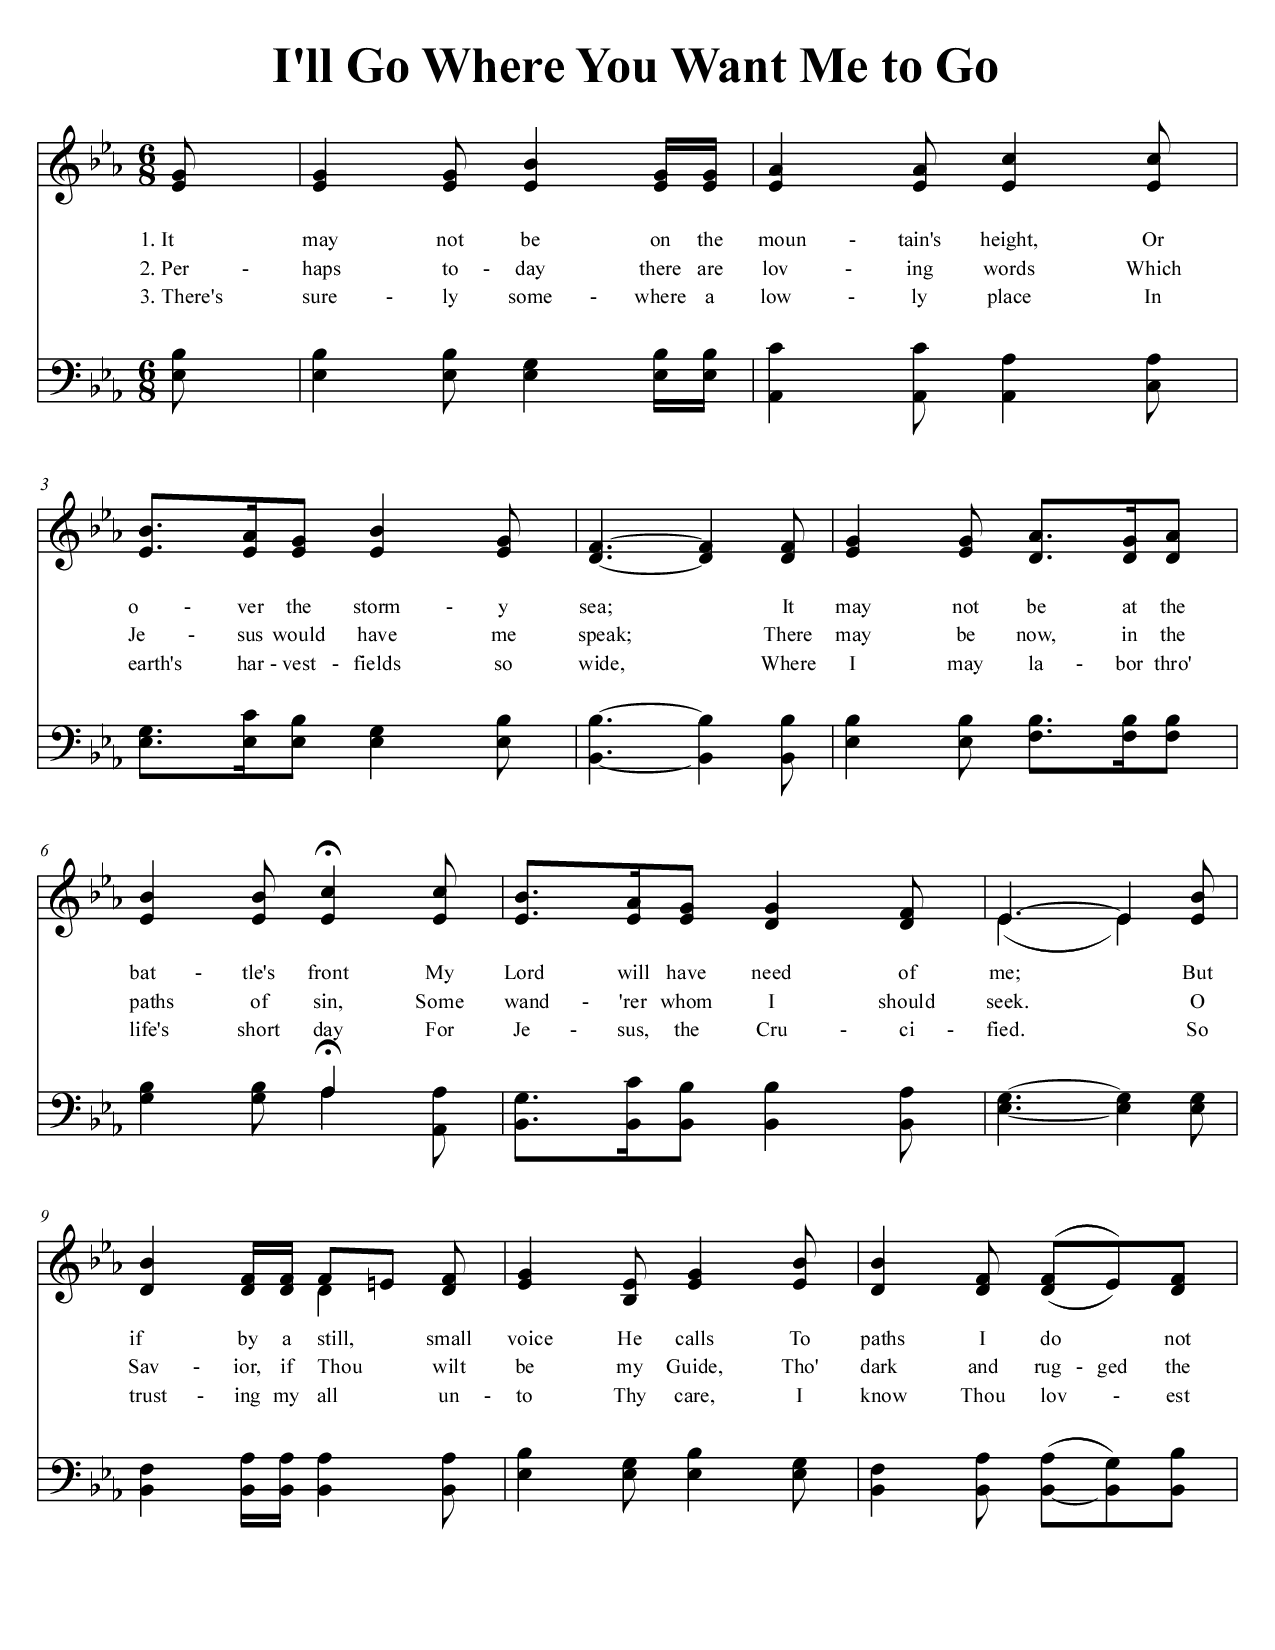 I'll Go Where You Want Me to Go
6
8
1. It may not be on the moun - tain's height, Or
2. Per - haps to - day there are lov - ing words Which
3. There's sure - ly some - where a low - ly place In
6
8
3
o - ver the storm - y sea; It may not be at the
Je - sus would have me speak; There may be now, in the
earth's har - vest - fields so wide, Where I may la - bor thro'
6
bat - tle's front My Lord will have need of me; But
paths of sin, Some wand - 'rer whom I should seek. O
life's short day For Je - sus, the Cru - ci - fied. So
9
if by a still, small voice He calls To paths I do not
Sav - ior, if Thou wilt be my Guide, Tho' dark and rug - ged the
trust - ing my all un - to Thy care, I know Thou lov - est